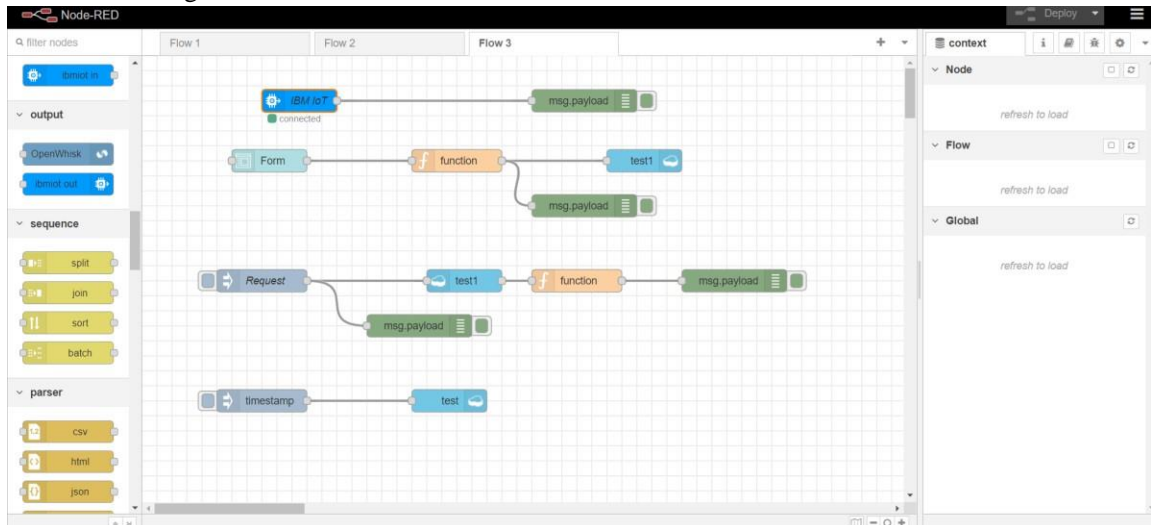 Node-RED
Deploy
filter nodes
Flow 1
Flow 2
Flow 3
context
ibmiot in
output
OpenWhisk
ibmiot out
sequence
split
join
sort
batch
parser
csv
html
json
IBM IoT
msg.payload
connected
Form
function
test1
msg.payload
Request
test1
function
msg.payload
msg.payload
timestamp
test
Node
refresh to load
Flow
refresh to load
Global
refresh to load